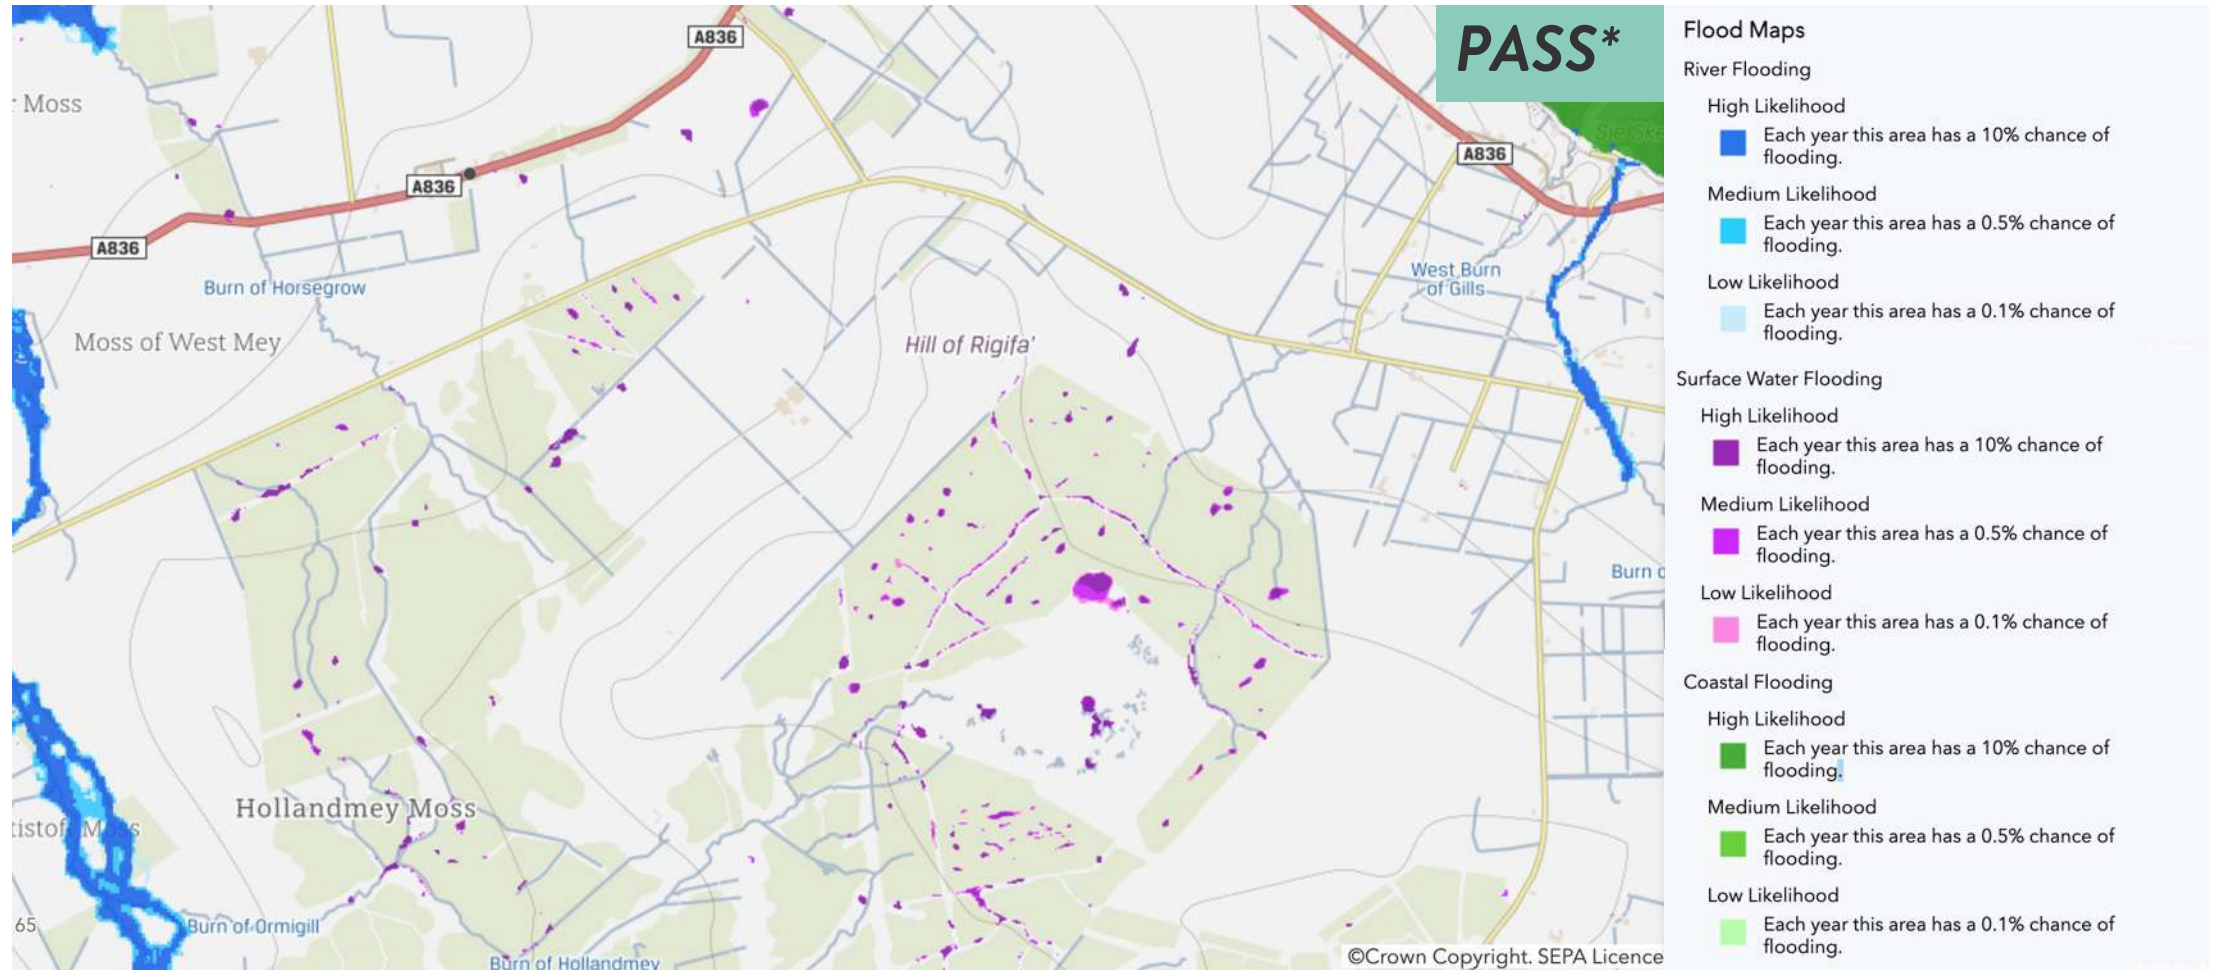 A836
PASS*
: Moss
A836
A836
A836
Burn of Horsegrow
West Burn
of Gills
Moss of West Mey
Hill of Rigifa'
Hollandmey Moss
Moss
65
Burn of Ormigill
Burn of Hollandmey
©Crown Copyright. SEPA Licence
Flood Maps
River Flooding
High Likelihood
Each year this area has a 10% chance of
flooding.
Medium Likelihood
Each year this area has a 0.5% chance of
flooding.
Low Likelihood
Each year this area has a 0.1% chance of
flooding.
Surface Water Flooding
High Likelihood
Each year this area has a 10% chance of
flooding.
Medium Likelihood
Each year this area has a 0.5% chance of
flooding.
Low Likelihood
Each year this area has a 0.1% chance of
flooding.
Coastal Flooding
High Likelihood
Each year this area has a 10% chance of
flooding.
Medium Likelihood
Each year this area has a 0.5% chance of
flooding.
Low Likelihood
Each year this area has a 0.1% chance of
flooding.